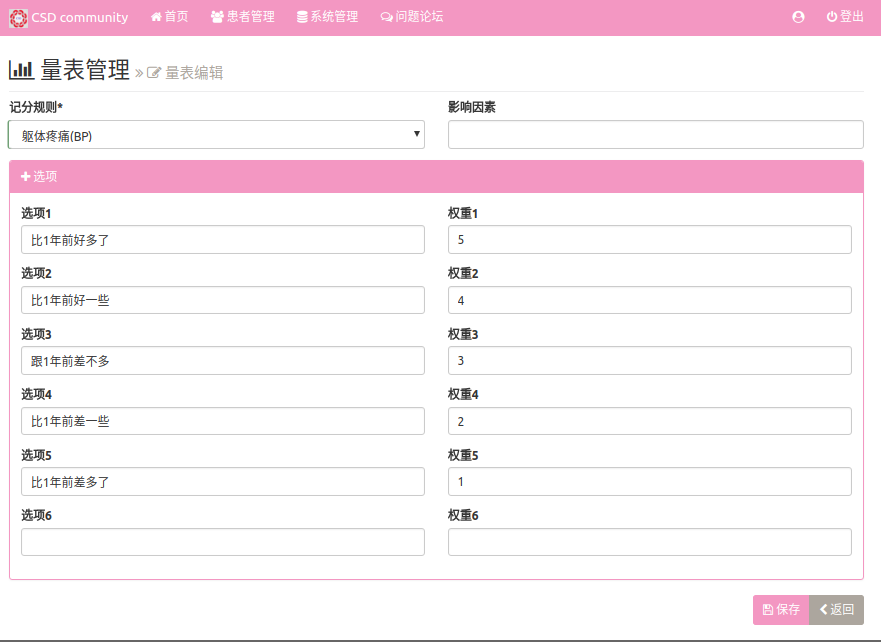 CSD community 首页 患者管理 系统管理 问题论坛 登出
量表管理 » 量表编辑
记分规则* 影响因素
躯体疼痛(BP)
选项
选项1 权重1
比1年前好多了 5
选项2 权重2
比1年前好一些 4
选项3 权重3
跟1年前差不多 3
选项4 权重4
比1年前差一些 2
选项5 权重5
比1年前差多了 1
选项6 权重6
保存 返回